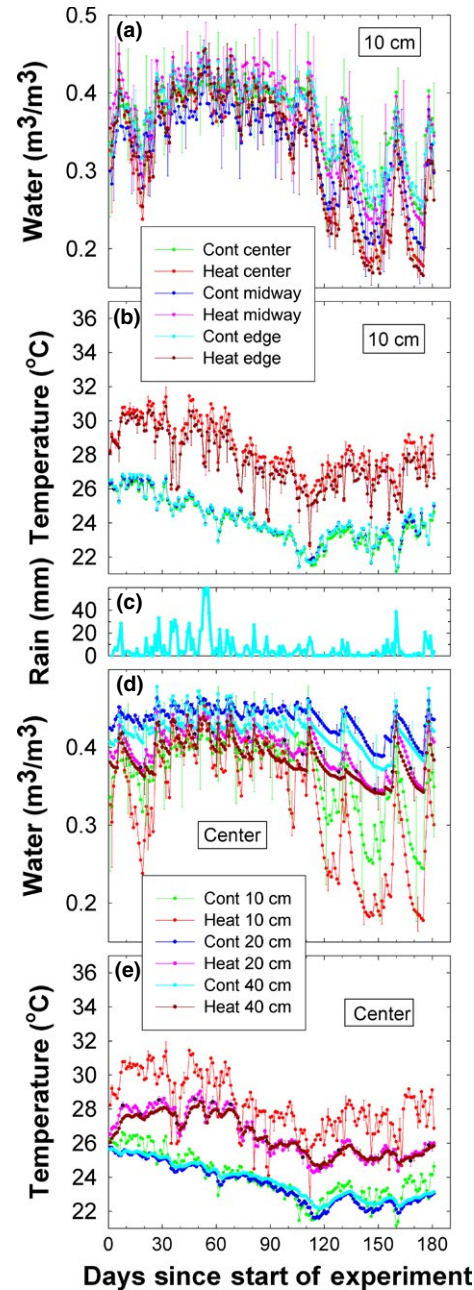 (a)
10 cm
0.5
0.4
0.3
0.2
Water (m3/m3)
Cont center
Heat center
Cont midway
Heat midway
Cont edge
Heat edge
(b)
10 cm
36
34
32
30
28
26
24
22
Temperature (oC)
(c)
40
20
0
Rain (mm)
(d)
0.4
0.3
0.2
Water (m3/m3)
Center
Cont 10 cm
Heat 10 cm
Cont 20 cm
Heat 20 cm
Cont 40 cm
Heat 40 cm
(e)
Center
36
34
32
30
28
26
24
22
Temperature (oC)
0 30 60 90 120 150 180
Days since start of experiment